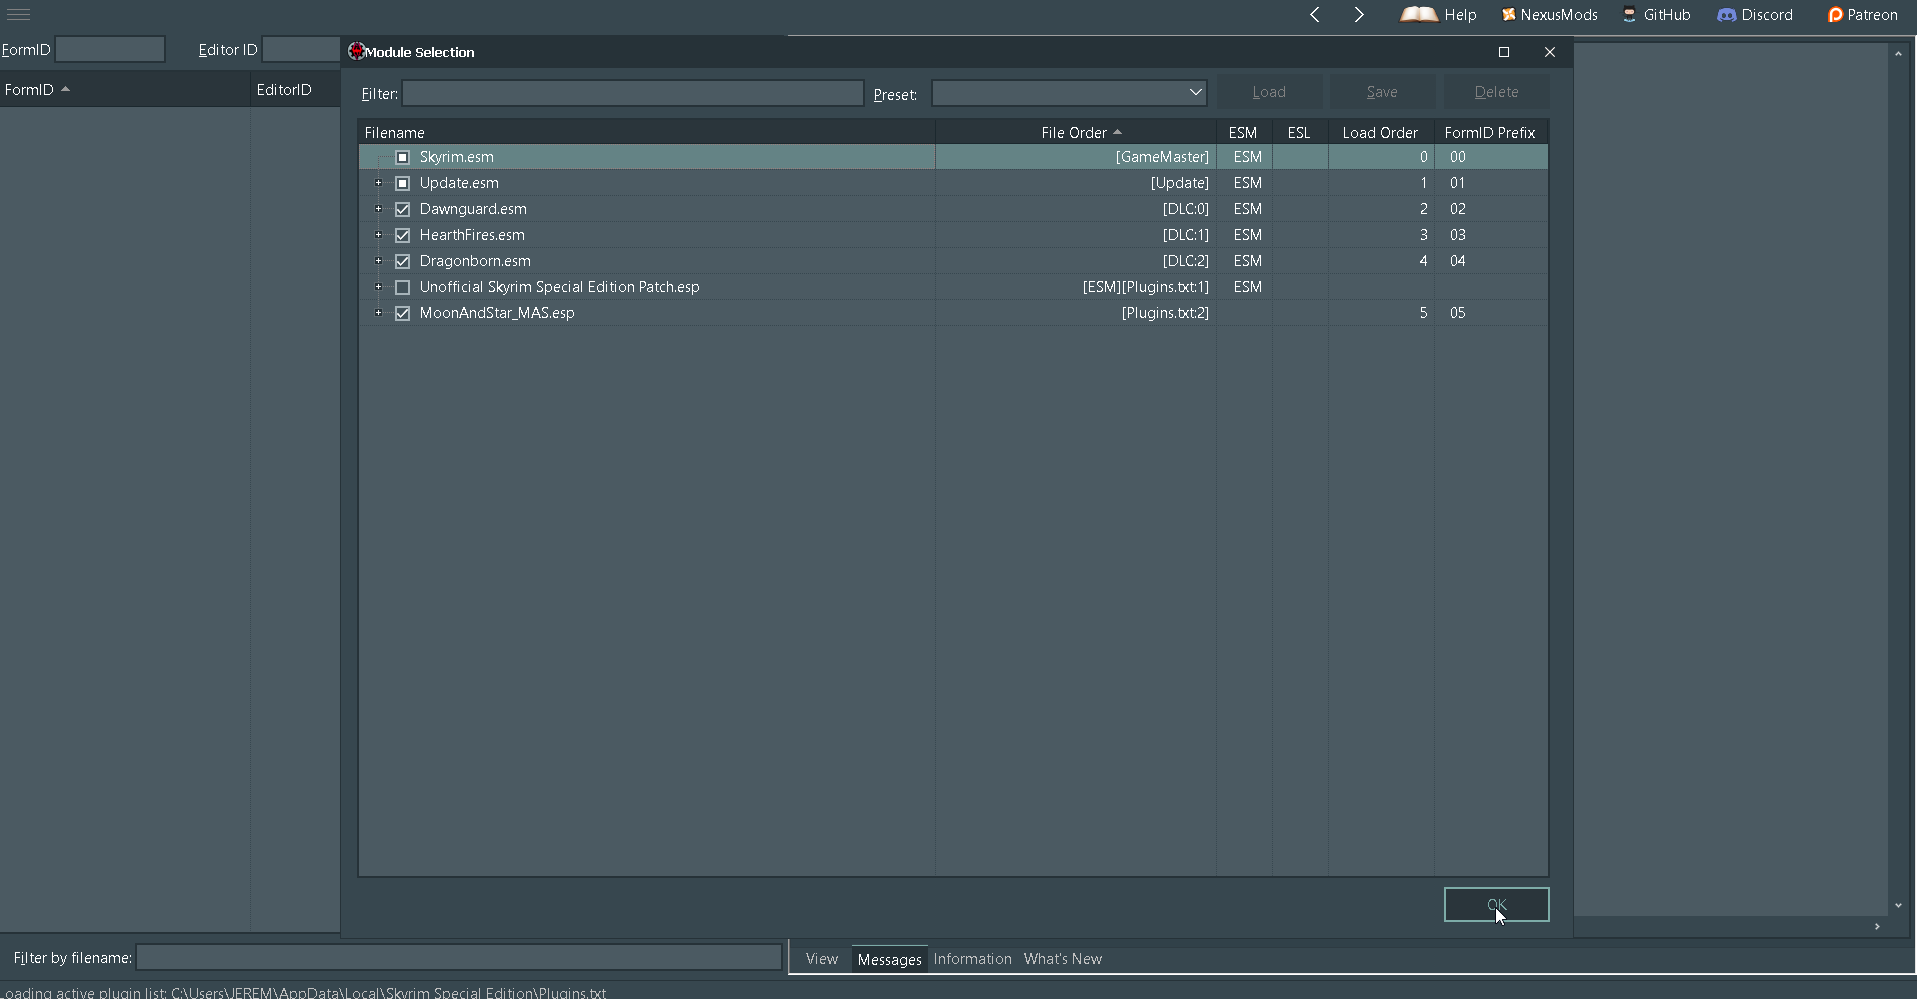 Help NexusMods GitHub Discord Patreon
FormID Editor ID
Module Selection
FormID EditorID
Filter: Preset: Load Save Delete
Filename File Order ESM ESL Load Order FormID Prefix
Skyrim.esm [GameMaster] ESM 0 00
Update.esm [Update] ESM 1 01
Dawnguard.esm [DLC:0] ESM 2 02
HearthFires.esm [DLC:1] ESM 3 03
Dragonborn.esm [DLC:2] ESM 4 04
Unofficial Skyrim Special Edition Patch.esp [ESM][Plugins.txt:1] ESM
MoonAndStar_MAS.esp [Plugins.txt:2] 5 05
OK
Filter by filename: View Messages Information What's New
Loading active plugin list: C:\Users\JEREM\AppData\Local\Skyrim Special Edition\Plugins.txt